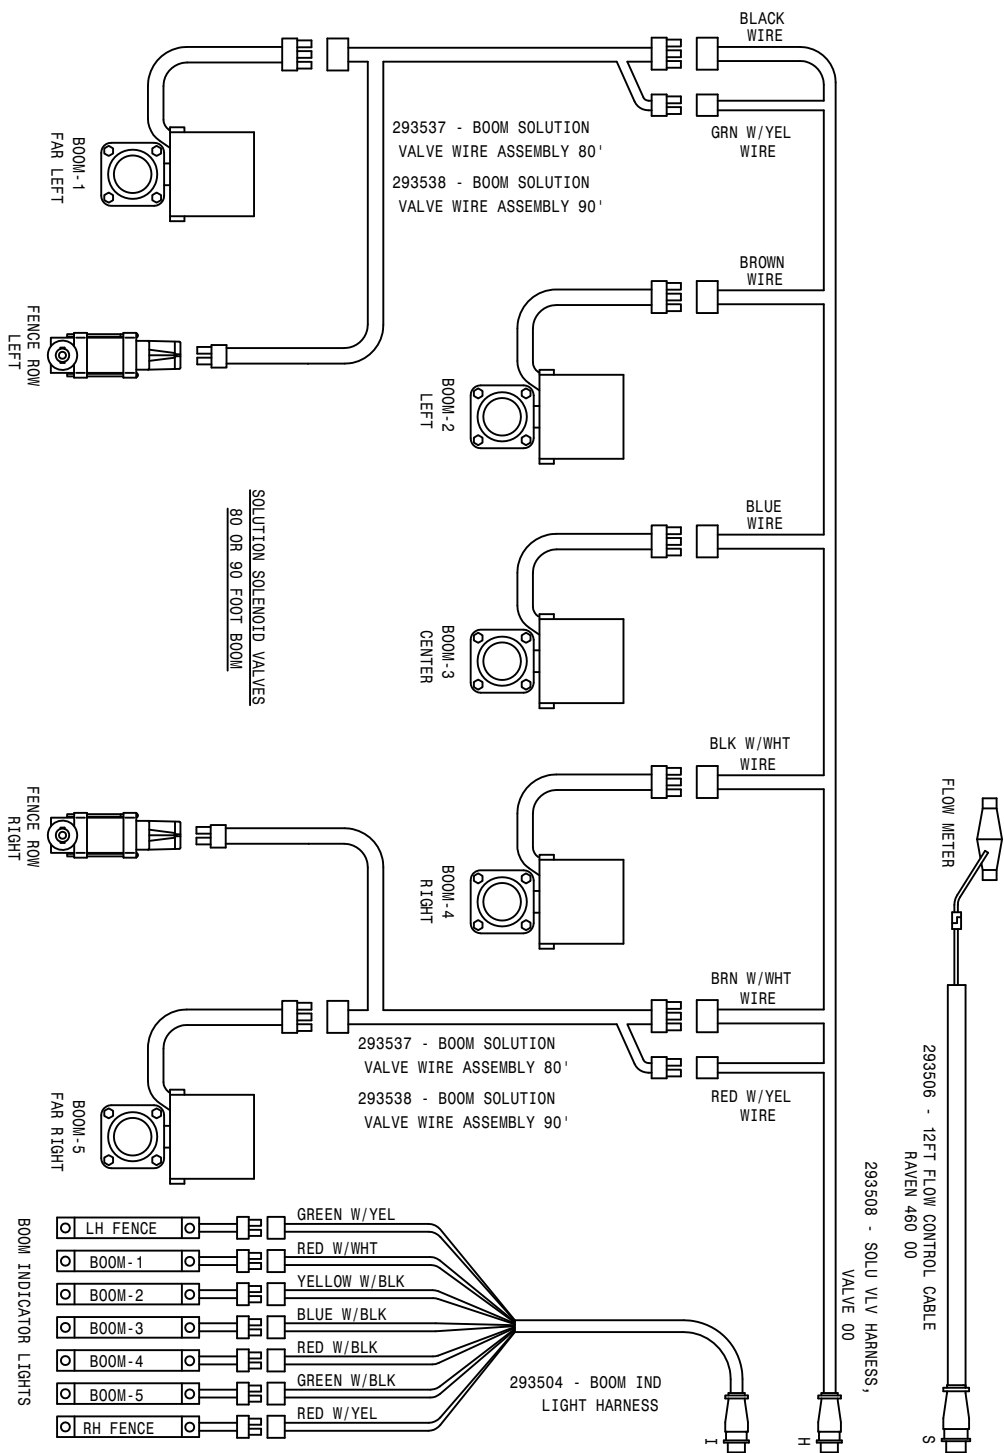 BLACK
WIRE
GRN W/YEL
WIRE
293537 - BOOM SOLUTION
VALVE WIRE ASSEMBLY 80'
293538 - BOOM SOLUTION
VALVE WIRE ASSEMBLY 90'
BOOM-1
FAR LEFT
BROWN
WIRE
FENCE ROW
LEFT
BOOM-2
LEFT
BLUE
WIRE
SOLUTION SOLENOID VALVES
80 OR 90 FOOT BOOM
BOOM-3
CENTER
BLK W/WHT
WIRE
FLOW METER
FENCE ROW
RIGHT
BOOM-4
RIGHT
BRN W/WHT
WIRE
293537 - BOOM SOLUTION
VALVE WIRE ASSEMBLY 80'
293538 - BOOM SOLUTION
VALVE WIRE ASSEMBLY 90'
RED W/YEL
WIRE
293506 - 12FT FLOW CONTROL CABLE
RAVEN 460 00
BOOM-5
FAR RIGHT
293508 - SOLU VLV HARNESS,
VALVE 00
BOOM INDICATOR LIGHTS
LH FENCE
GREEN W/YEL
BOOM-1
RED W/WHT
BOOM-2
YELLOW W/BLK
BOOM-3
BLUE W/BLK
BOOM-4
RED W/BLK
BOOM-5
GREEN W/BLK
RH FENCE
RED W/YEL
293504 - BOOM IND
LIGHT HARNESS
I
H
S